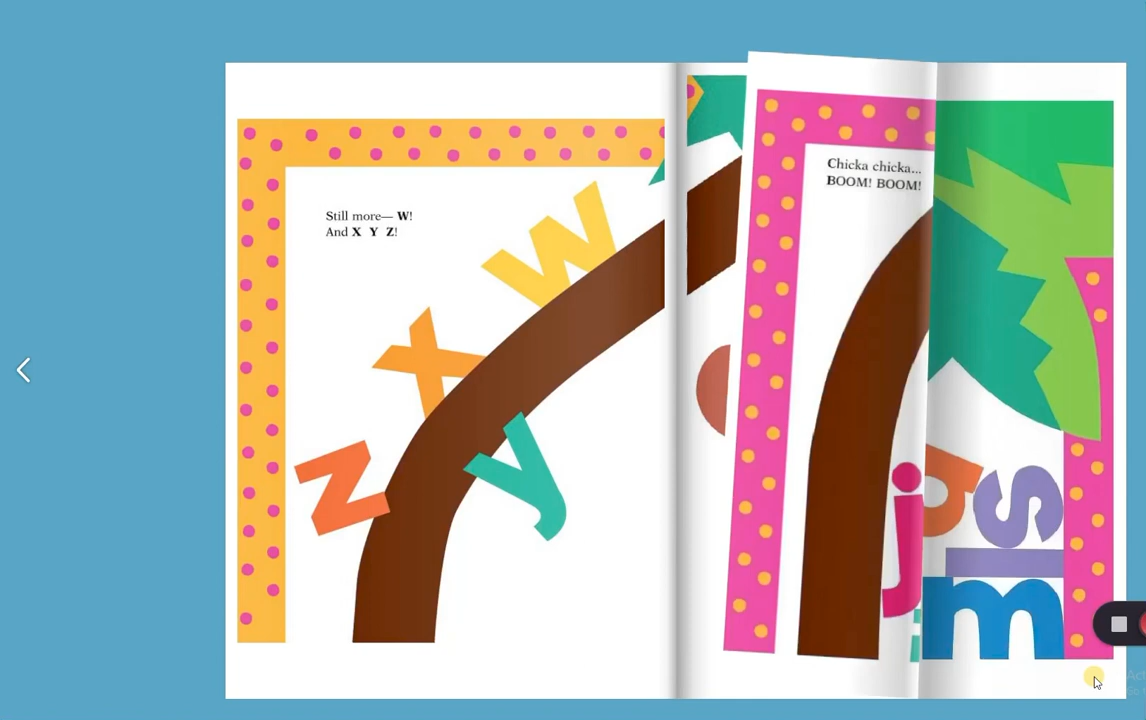 Still more— W!
And X Y Z!
w
x
z
y
Chicka chicka...
BOOM! BOOM!
j
s
l
m